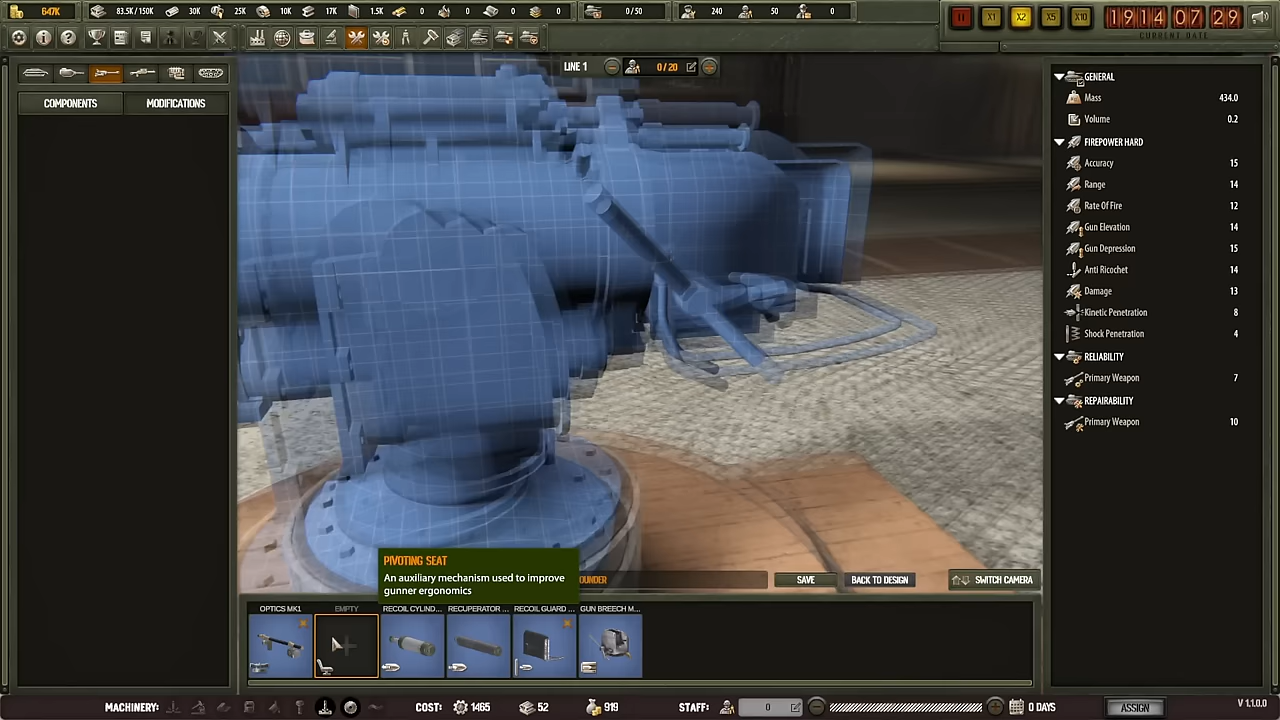 647K
83.5K / 150K
30K
25K
10K
17K
1.5K
0
0
0
0
0/50
240
50
0
X1
X2
X5
X10
1914 07 29
CURRENT DATE
LINE 1
0/20
COMPONENTS
MODIFICATIONS
GENERAL
Mass 434.0
Volume 0.2
FIREPOWER HARD
Accuracy 15
Range 14
Rate Of Fire 12
Gun Elevation 14
Gun Depression 15
Anti Ricochet 14
Damage 13
Kinetic Penetration 8
Shock Penetration 4
RELIABILITY
Primary Weapon 7
REPAIRABILITY
Primary Weapon 10
PIVOTING SEAT
An auxiliary mechanism used to improve
gunner ergonomics
OUNDER
SAVE
BACK TO DESIGN
SWITCH CAMERA
OPTICS MK1
EMPTY
RECOIL CYLIND...
RECUPERATOR ...
RECOIL GUARD ...
GUN BREECH M...
MACHINERY:
COST:
1465
52
919
STAFF:
0
0 DAYS
ASSIGN
V 1.1.0.0